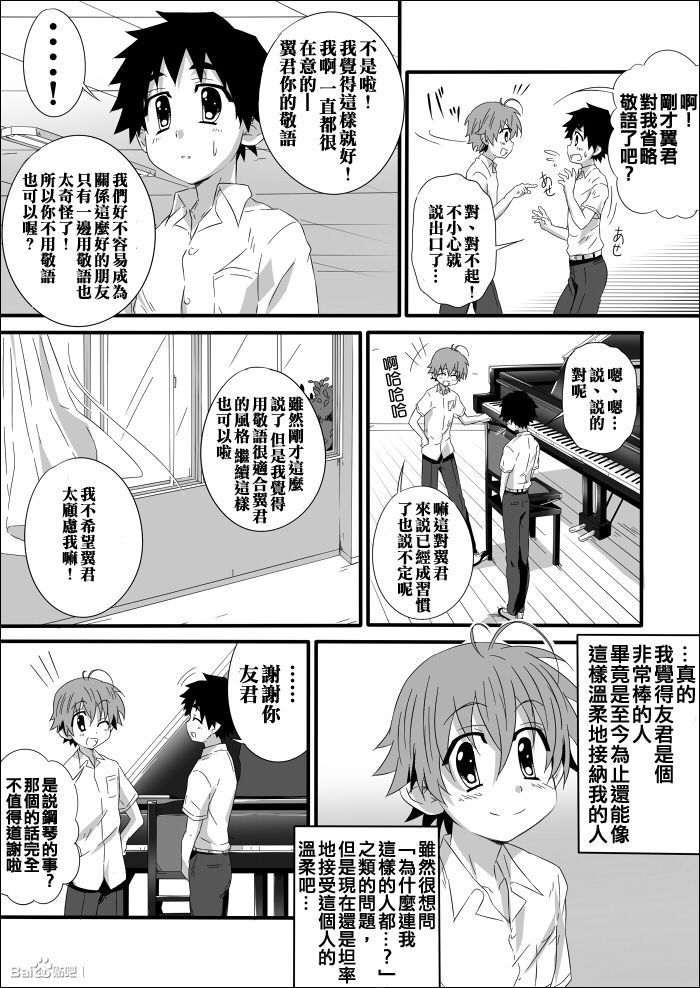 啊！
剛才翼君
對我省略
敬語了吧？
あせ
あせ
對、對不起！
不小心就
說出口了…
不是啦！
我覺得這樣就好！
我啊一直都很
在意的—
翼君你的敬語
……！
我們好不容易成為
關係這麼好的朋友
只有一邊用敬語也
太奇怪了！
所以你不用敬語
也可以喔？
嗯、嗯…
說、說的
對呢
啊哈哈哈
嘛這對翼君
來說已經成習慣
了也說不定呢
雖然剛才這麼
說了 但是我覺得
用敬語很適合翼君
的風格 繼續這樣
也可以啦
我不希望翼君
太顧慮我嘛！
…真的
我覺得友君是個
非常棒的人
畢竟是至今為止還能像
這樣溫柔地接納我的人
雖然很想問
「為什麼連我
這樣的人都…？」
之類的問題，
但是現在還是坦率
地接受這個人的
溫柔吧…
……
謝謝你
友君
是說鋼琴的事？
那個的話完全
不值得道謝啦
Bai 贴吧